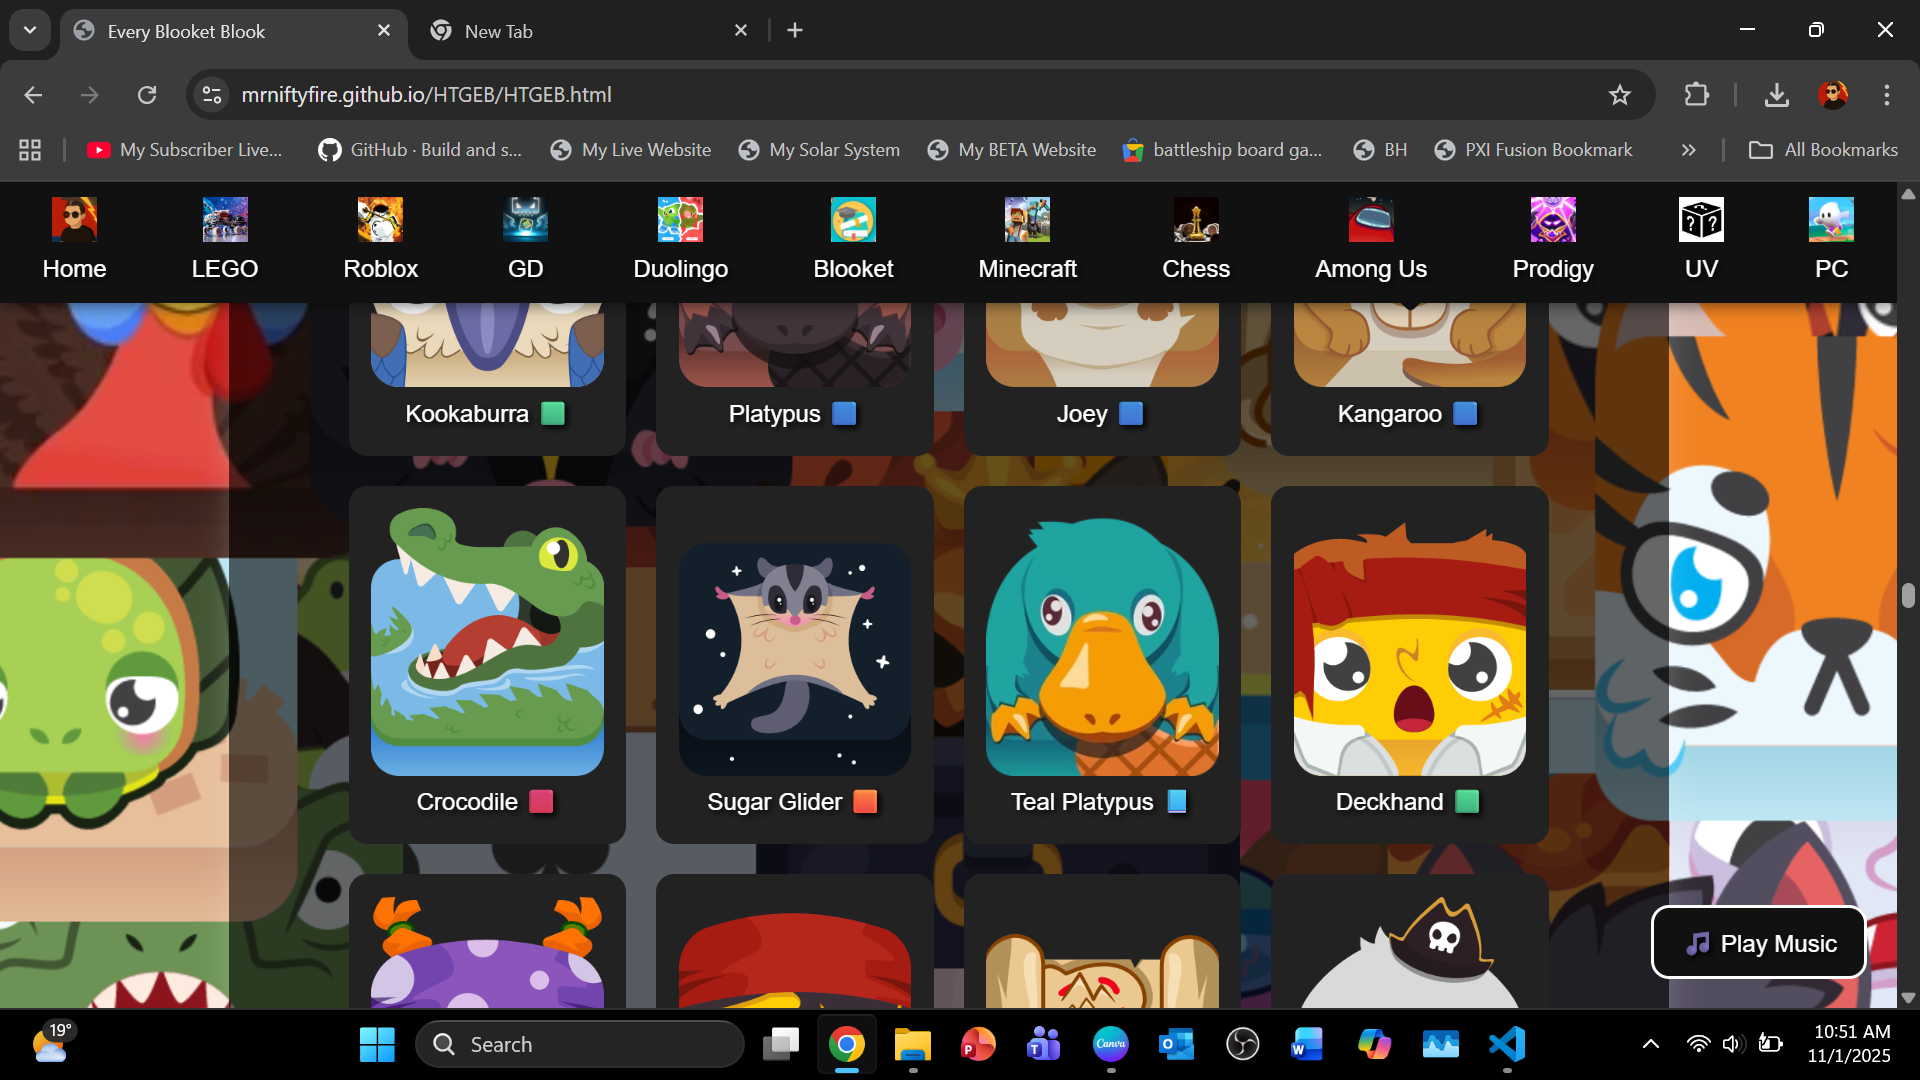 Every Blooket Blook
New Tab
mrniftyfire.github.io/HTGEB/HTGEB.html
My Subscriber Live...
GitHub · Build and s...
My Live Website
My Solar System
My BETA Website
battleship board ga...
BH
PXI Fusion Bookmark
All Bookmarks
Home
LEGO
Roblox
GD
Duolingo
Blooket
Minecraft
Chess
Among Us
Prodigy
UV
PC
Kookaburra
Platypus
Joey
Kangaroo
Crocodile
Sugar Glider
Teal Platypus
Deckhand
Play Music
19°
Search
Canva
10:51 AM
11/1/2025